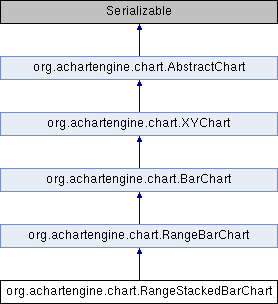 Serializable
org.achartengine.chart.AbstractChart
org.achartengine.chart.XYChart
org.achartengine.chart.BarChart
org.achartengine.chart.RangeBarChart
org.achartengine.chart.RangeStackedBarChart